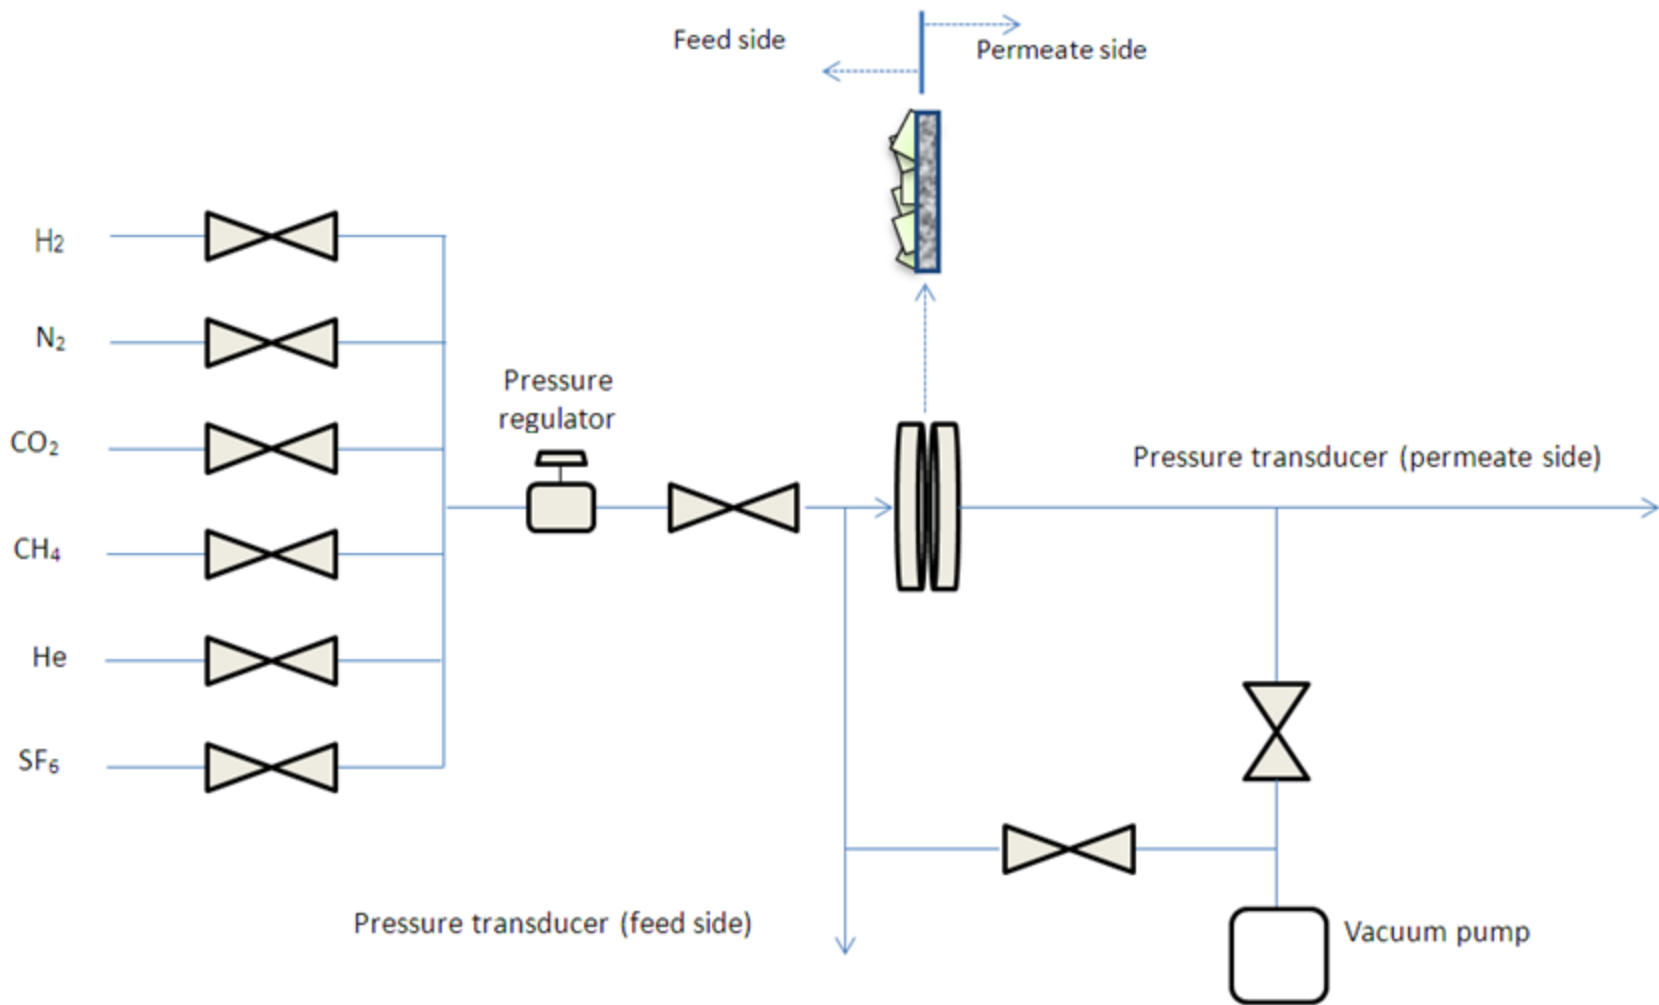 Feed side
Permeate side
H₂
N₂
Pressure
regulator
CO₂
Pressure transducer (permeate side)
CH₄
He
SF₆
Pressure transducer (feed side)
Vacuum pump